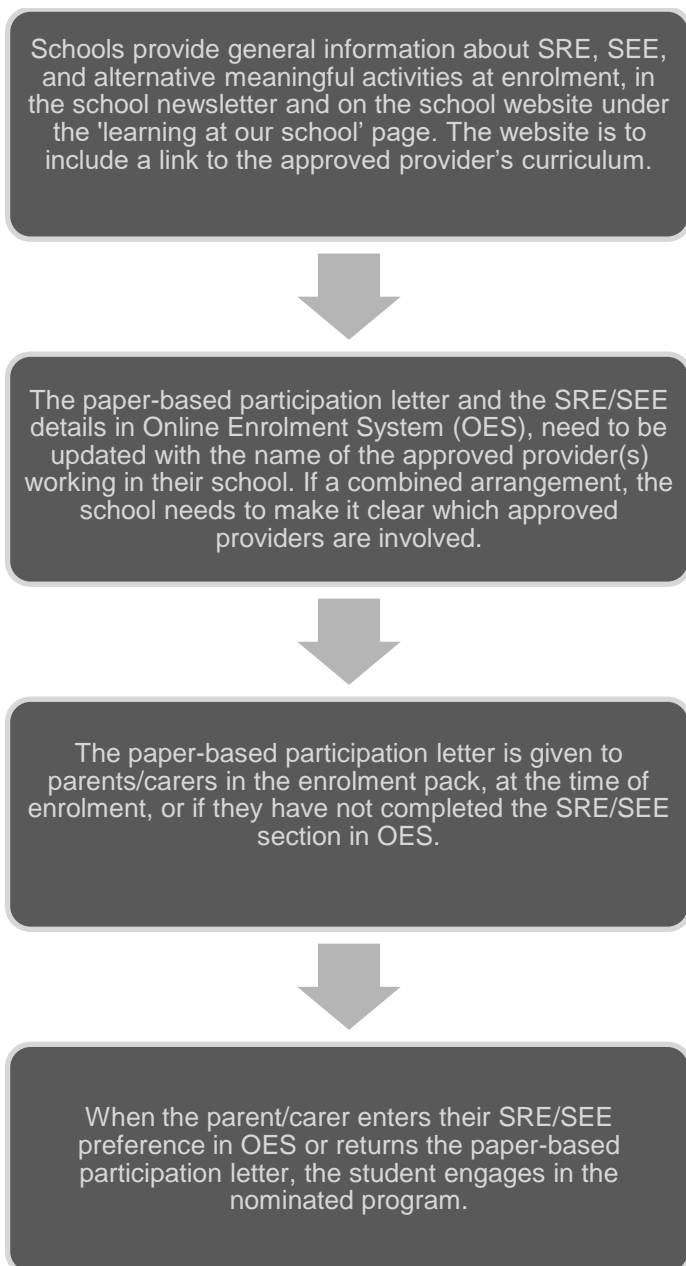 Schools provide general information about SRE, SEE,
and alternative meaningful activities at enrolment, in
the school newsletter and on the school website under
the 'learning at our school’ page. The website is to
include a link to the approved provider’s curriculum.
The paper-based participation letter and the SRE/SEE
details in Online Enrolment System (OES), need to be
updated with the name of the approved provider(s)
working in their school. If a combined arrangement, the
school needs to make it clear which approved
providers are involved.
The paper-based participation letter is given to
parents/carers in the enrolment pack, at the time of
enrolment, or if they have not completed the SRE/SEE
section in OES.
When the parent/carer enters their SRE/SEE
preference in OES or returns the paper-based
participation letter, the student engages in the
nominated program.